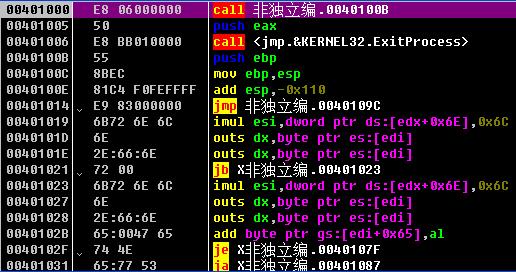 00401000 E8 06000000 call 非独立编.0040100B
00401005 50 push eax
00401006 E8 BB010000 call <jmp.&KERNEL32.ExitProcess>
0040100B 55 push ebp
0040100C 8BEC mov ebp,esp
0040100E 81C4 F0FEFFFF add esp,-0x110
00401014 E9 83000000 jmp 非独立编.0040109C
00401019 6B72 6E 6C imul esi,dword ptr ds:[edx+0x6E],0x6C
0040101D 6E outs dx,byte ptr es:[edi]
0040101E 2E:66:6E outs dx,byte ptr es:[edi]
00401021 72 00 jb X非独立编.00401023
00401023 6B72 6E 6C imul esi,dword ptr ds:[edx+0x6E],0x6C
00401027 6E outs dx,byte ptr es:[edi]
00401028 2E:66:6E outs dx,byte ptr es:[edi]
0040102B 65:0047 65 add byte ptr gs:[edi+0x65],al
0040102F 74 4E je X非独立编.0040107F
00401031 65:77 53 ja X非独立编.00401087